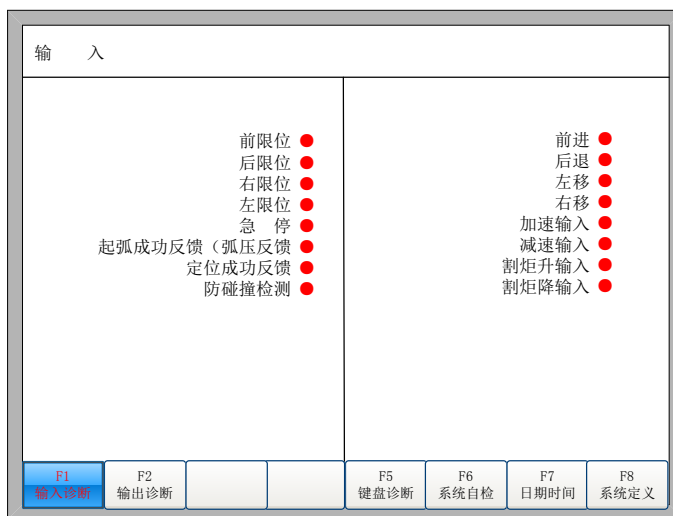 输 入
前限位
后限位
右限位
左限位
急 停
起弧成功反馈（弧压反馈
定位成功反馈
防碰撞检测
前进
后退
左移
右移
加速输入
减速输入
割炬升输入
割炬降输入
F1
输入诊断
F2
输出诊断
F5
键盘诊断
F6
系统自检
F7
日期时间
F8
系统定义